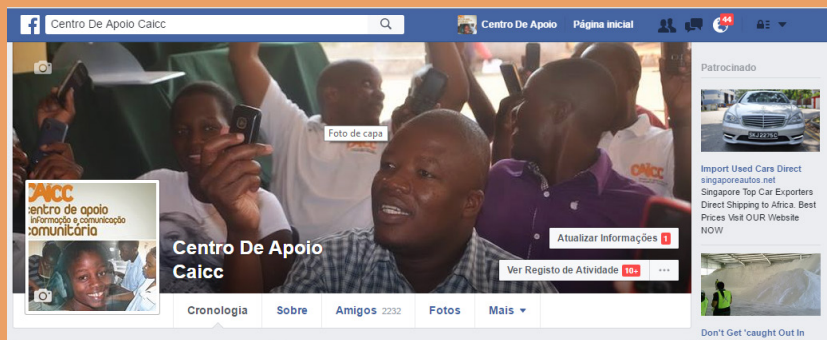 Centro De Apoio Caicc
Centro De Apoio
Página inicial
44
Foto de capa
CAICC
CAICC
centro de apoio
informação e comunicação
comunitária
Centro De Apoio
Caicc
Atualizar Informações 1
Ver Registo de Atividade 10+ ...
Cronologia
Sobre
Amigos 2232
Fotos
Mais
Patrocinado
SKJ2276C
Import Used Cars Direct
singaporeautos.net
Singapore Top Car Exporters
Direct Shipping to Africa. Best
Prices Visit OUR Website
NOW
Don't Get 'caught Out In